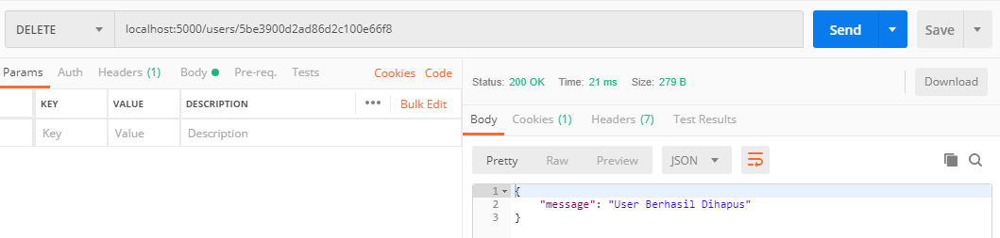 DELETE localhost:5000/users/5be3900d2ad86d2c100e66f8 Send Save
Params Auth Headers (1) Body Pre-req. Tests Cookies Code
KEY VALUE DESCRIPTION ••• Bulk Edit
Key Value Description
Status: 200 OK Time: 21 ms Size: 279 B Download
Body Cookies (1) Headers (7) Test Results
Pretty Raw Preview JSON
1 {
2 "message": "User Berhasil Dihapus"
3 }